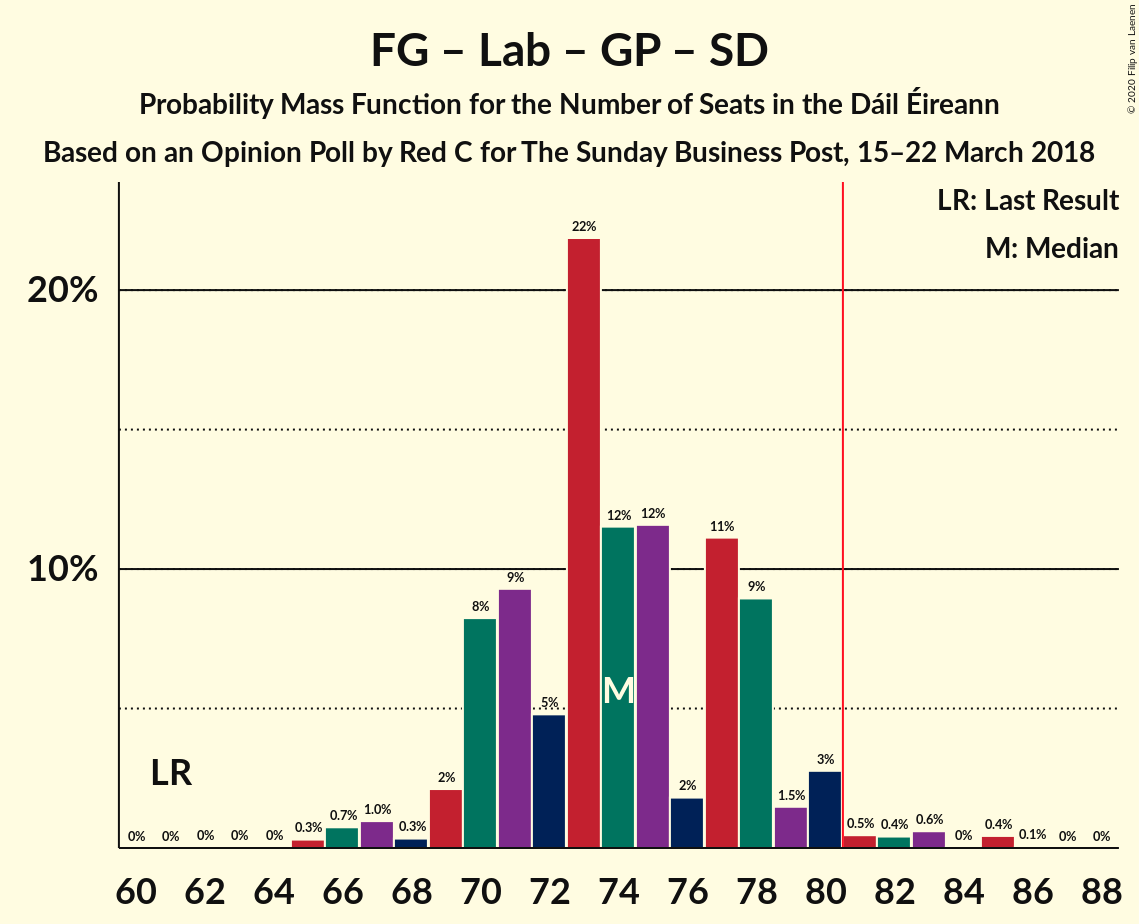 FG – Lab – GP – SD
Probability Mass Function for the Number of Seats in the Dáil Éireann
Based on an Opinion Poll by Red C for The Sunday Business Post, 15–22 March 2018
© 2020 Filip van Laenen
LR: Last Result
M: Median
20%
10%
0% 0% 0% 0% 0% 0.3% 0.7% 1.0% 0.3% 2% 8% 9% 5% 22% 12% 12% 2% 11% 9% 1.5% 3% 0.5% 0.4% 0.6% 0% 0.4% 0.1% 0% 0%
M
LR
60 62 64 66 68 70 72 74 76 78 80 82 84 86 88